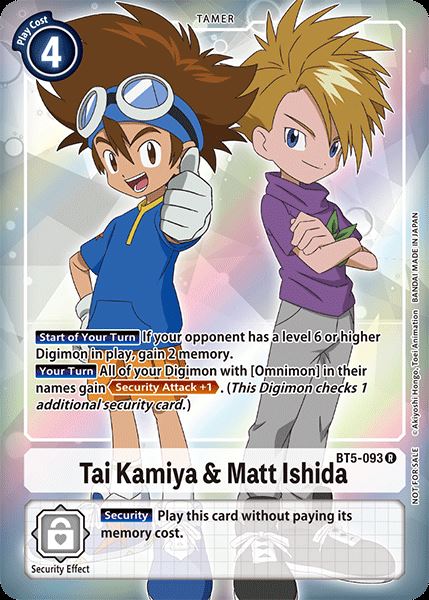 TAMER
Play Cost
4
Start of Your Turn If your opponent has a level 6 or higher
Digimon in play, gain 2 memory.
Your Turn All of your Digimon with [Omnimon] in their
names gain Security Attack +1. (This Digimon checks 1
additional security card.)
BT5-093 R
Tai Kamiya & Matt Ishida
Security Play this card without paying its
memory cost.
Security Effect
©Akiyoshi Hongo, Toei Animation BANDAI MADE IN JAPAN
NOT FOR SALE